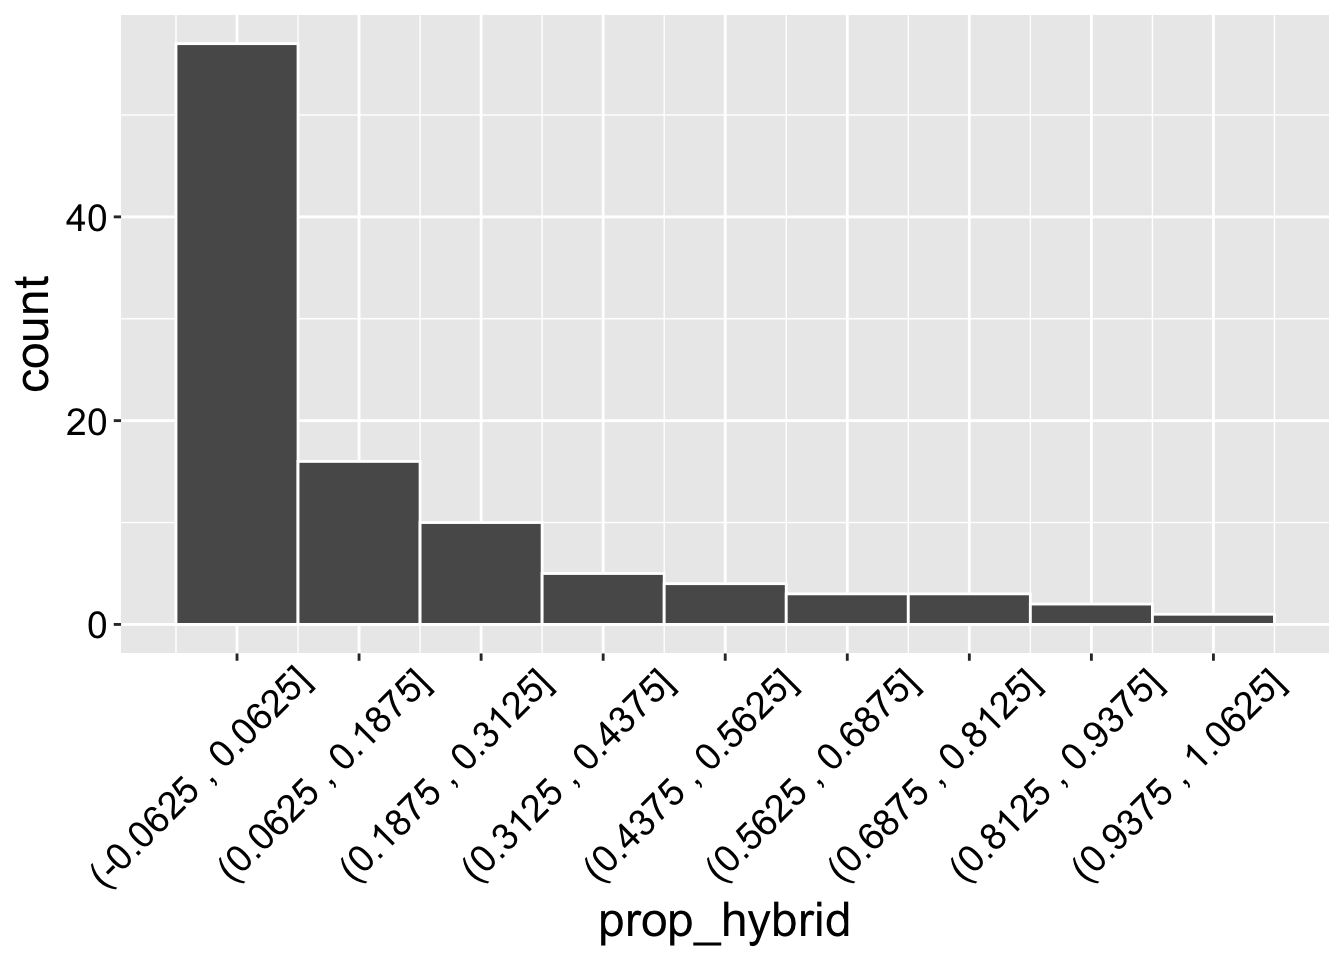 count
40
20
0
(-0.0625 , 0.0625]
(0.0625 , 0.1875]
(0.1875 , 0.3125]
(0.3125 , 0.4375]
(0.4375 , 0.5625]
(0.5625 , 0.6875]
(0.6875 , 0.8125]
(0.8125 , 0.9375]
(0.9375 , 1.0625]
prop_hybrid